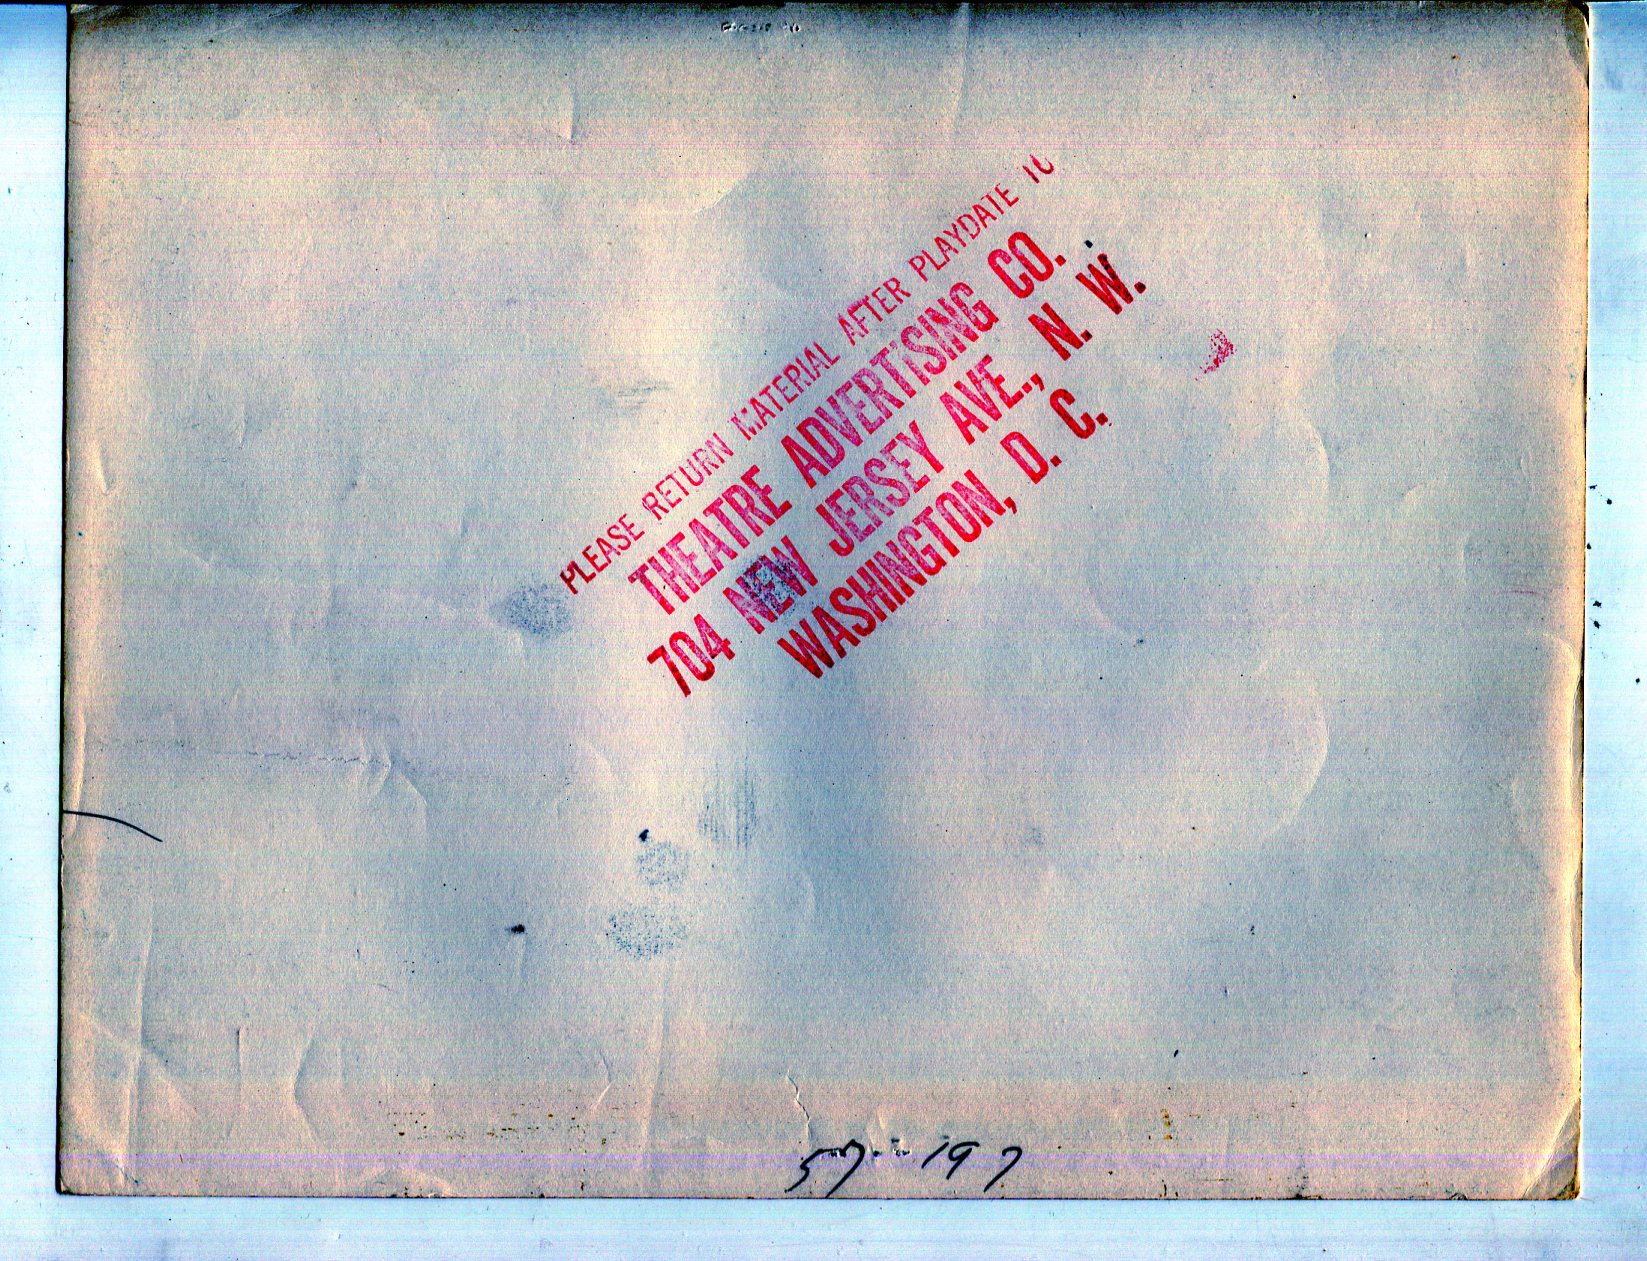 PLEASE RETURN MATERIAL AFTER PLAYDATE TO
THEATRE ADVERTISING CO.
704 NEW JERSEY AVE., N. W.
WASHINGTON, D. C.
57-197